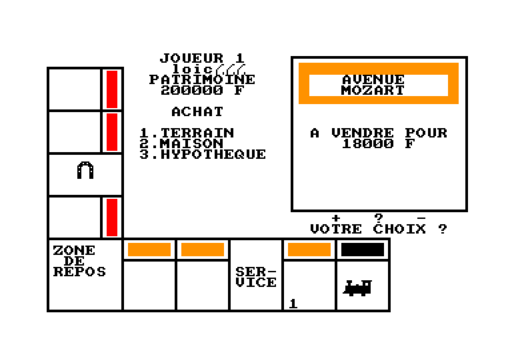 JOUEUR 1
loic
PATRIMOINE
200000 F
ACHAT
1.TERRAIN
2.MAISON
3.HYPOTHEQUE
AVENUE
MOZART
A VENDRE POUR
18000 F
+ ? -
VOTRE CHOIX ?
ZONE
DE
REPOS
SER-
VICE
1